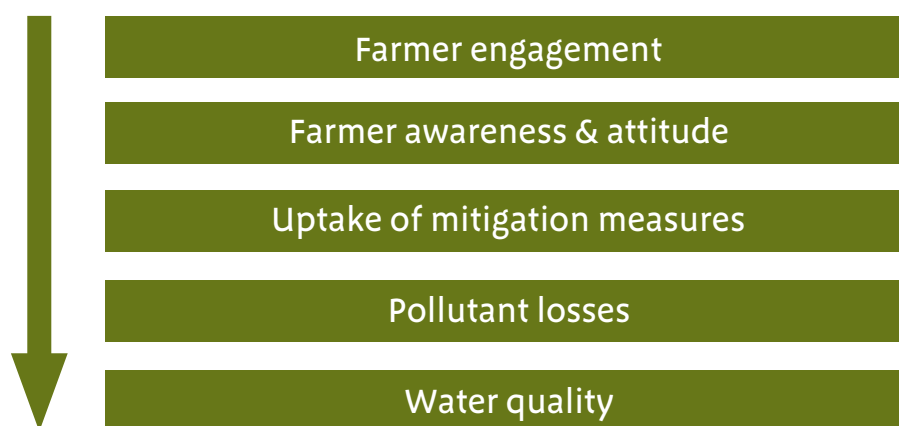 Farmer engagement
Farmer awareness & attitude
Uptake of mitigation measures
Pollutant losses
Water quality